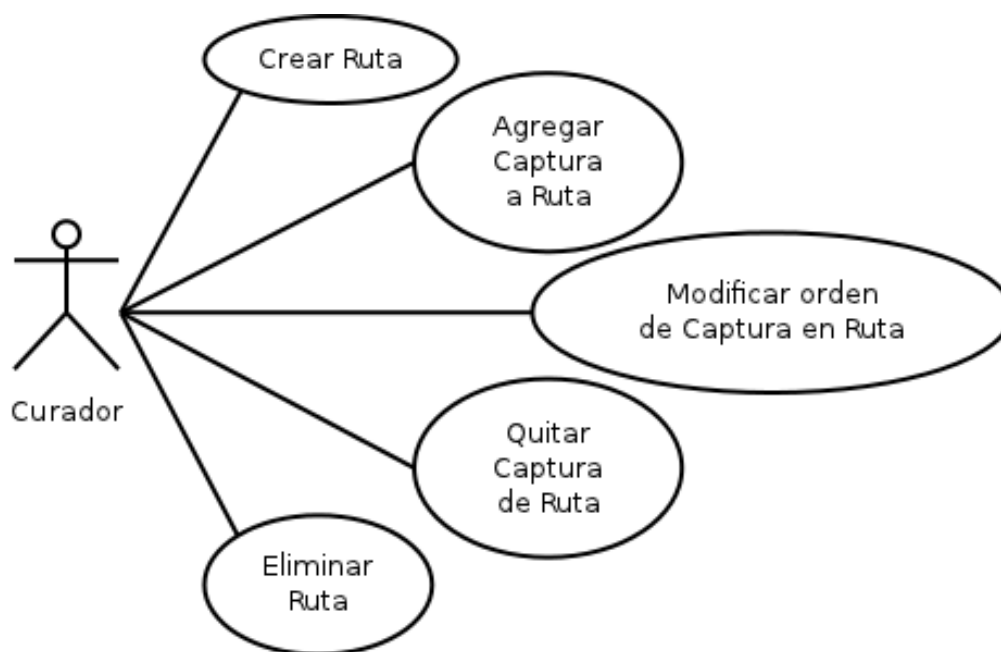 Crear Ruta
Agregar
Captura
a Ruta
Modificar orden
de Captura en Ruta
Curador
Quitar
Captura
de Ruta
Eliminar
Ruta